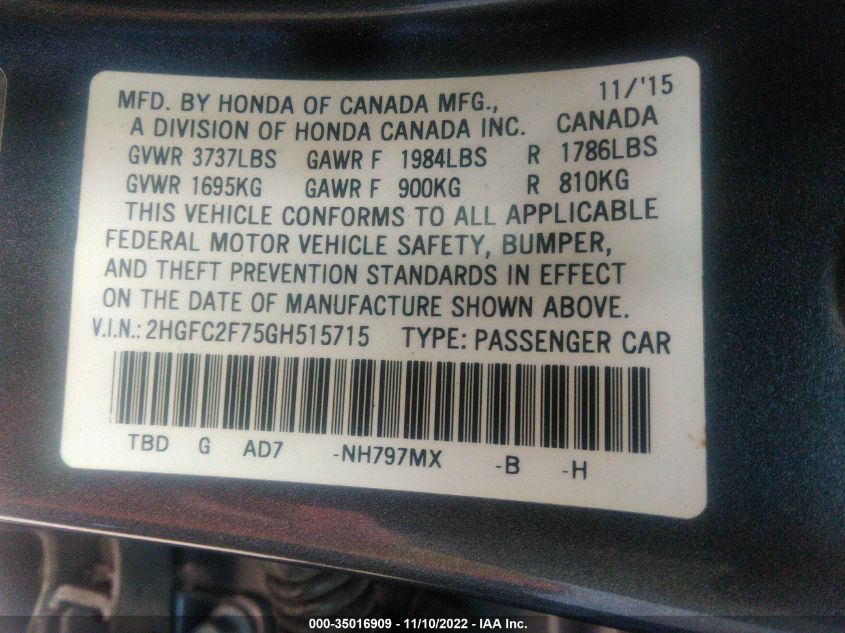 MFD. BY HONDA OF CANADA MFG., 11/'15
A DIVISION OF HONDA CANADA INC. CANADA
GVWR 3737LBS GAWR F 1984LBS R 1786LBS
GVWR 1695KG GAWR F 900KG R 810KG
THIS VEHICLE CONFORMS TO ALL APPLICABLE
FEDERAL MOTOR VEHICLE SAFETY, BUMPER,
AND THEFT PREVENTION STANDARDS IN EFFECT
ON THE DATE OF MANUFACTURE SHOWN ABOVE.
V.I.N.: 2HGFC2F75GH515715 TYPE: PASSENGER CAR
TBD G AD7 -NH797MX -B -H
000-35016909 - 11/10/2022 - IAA Inc.